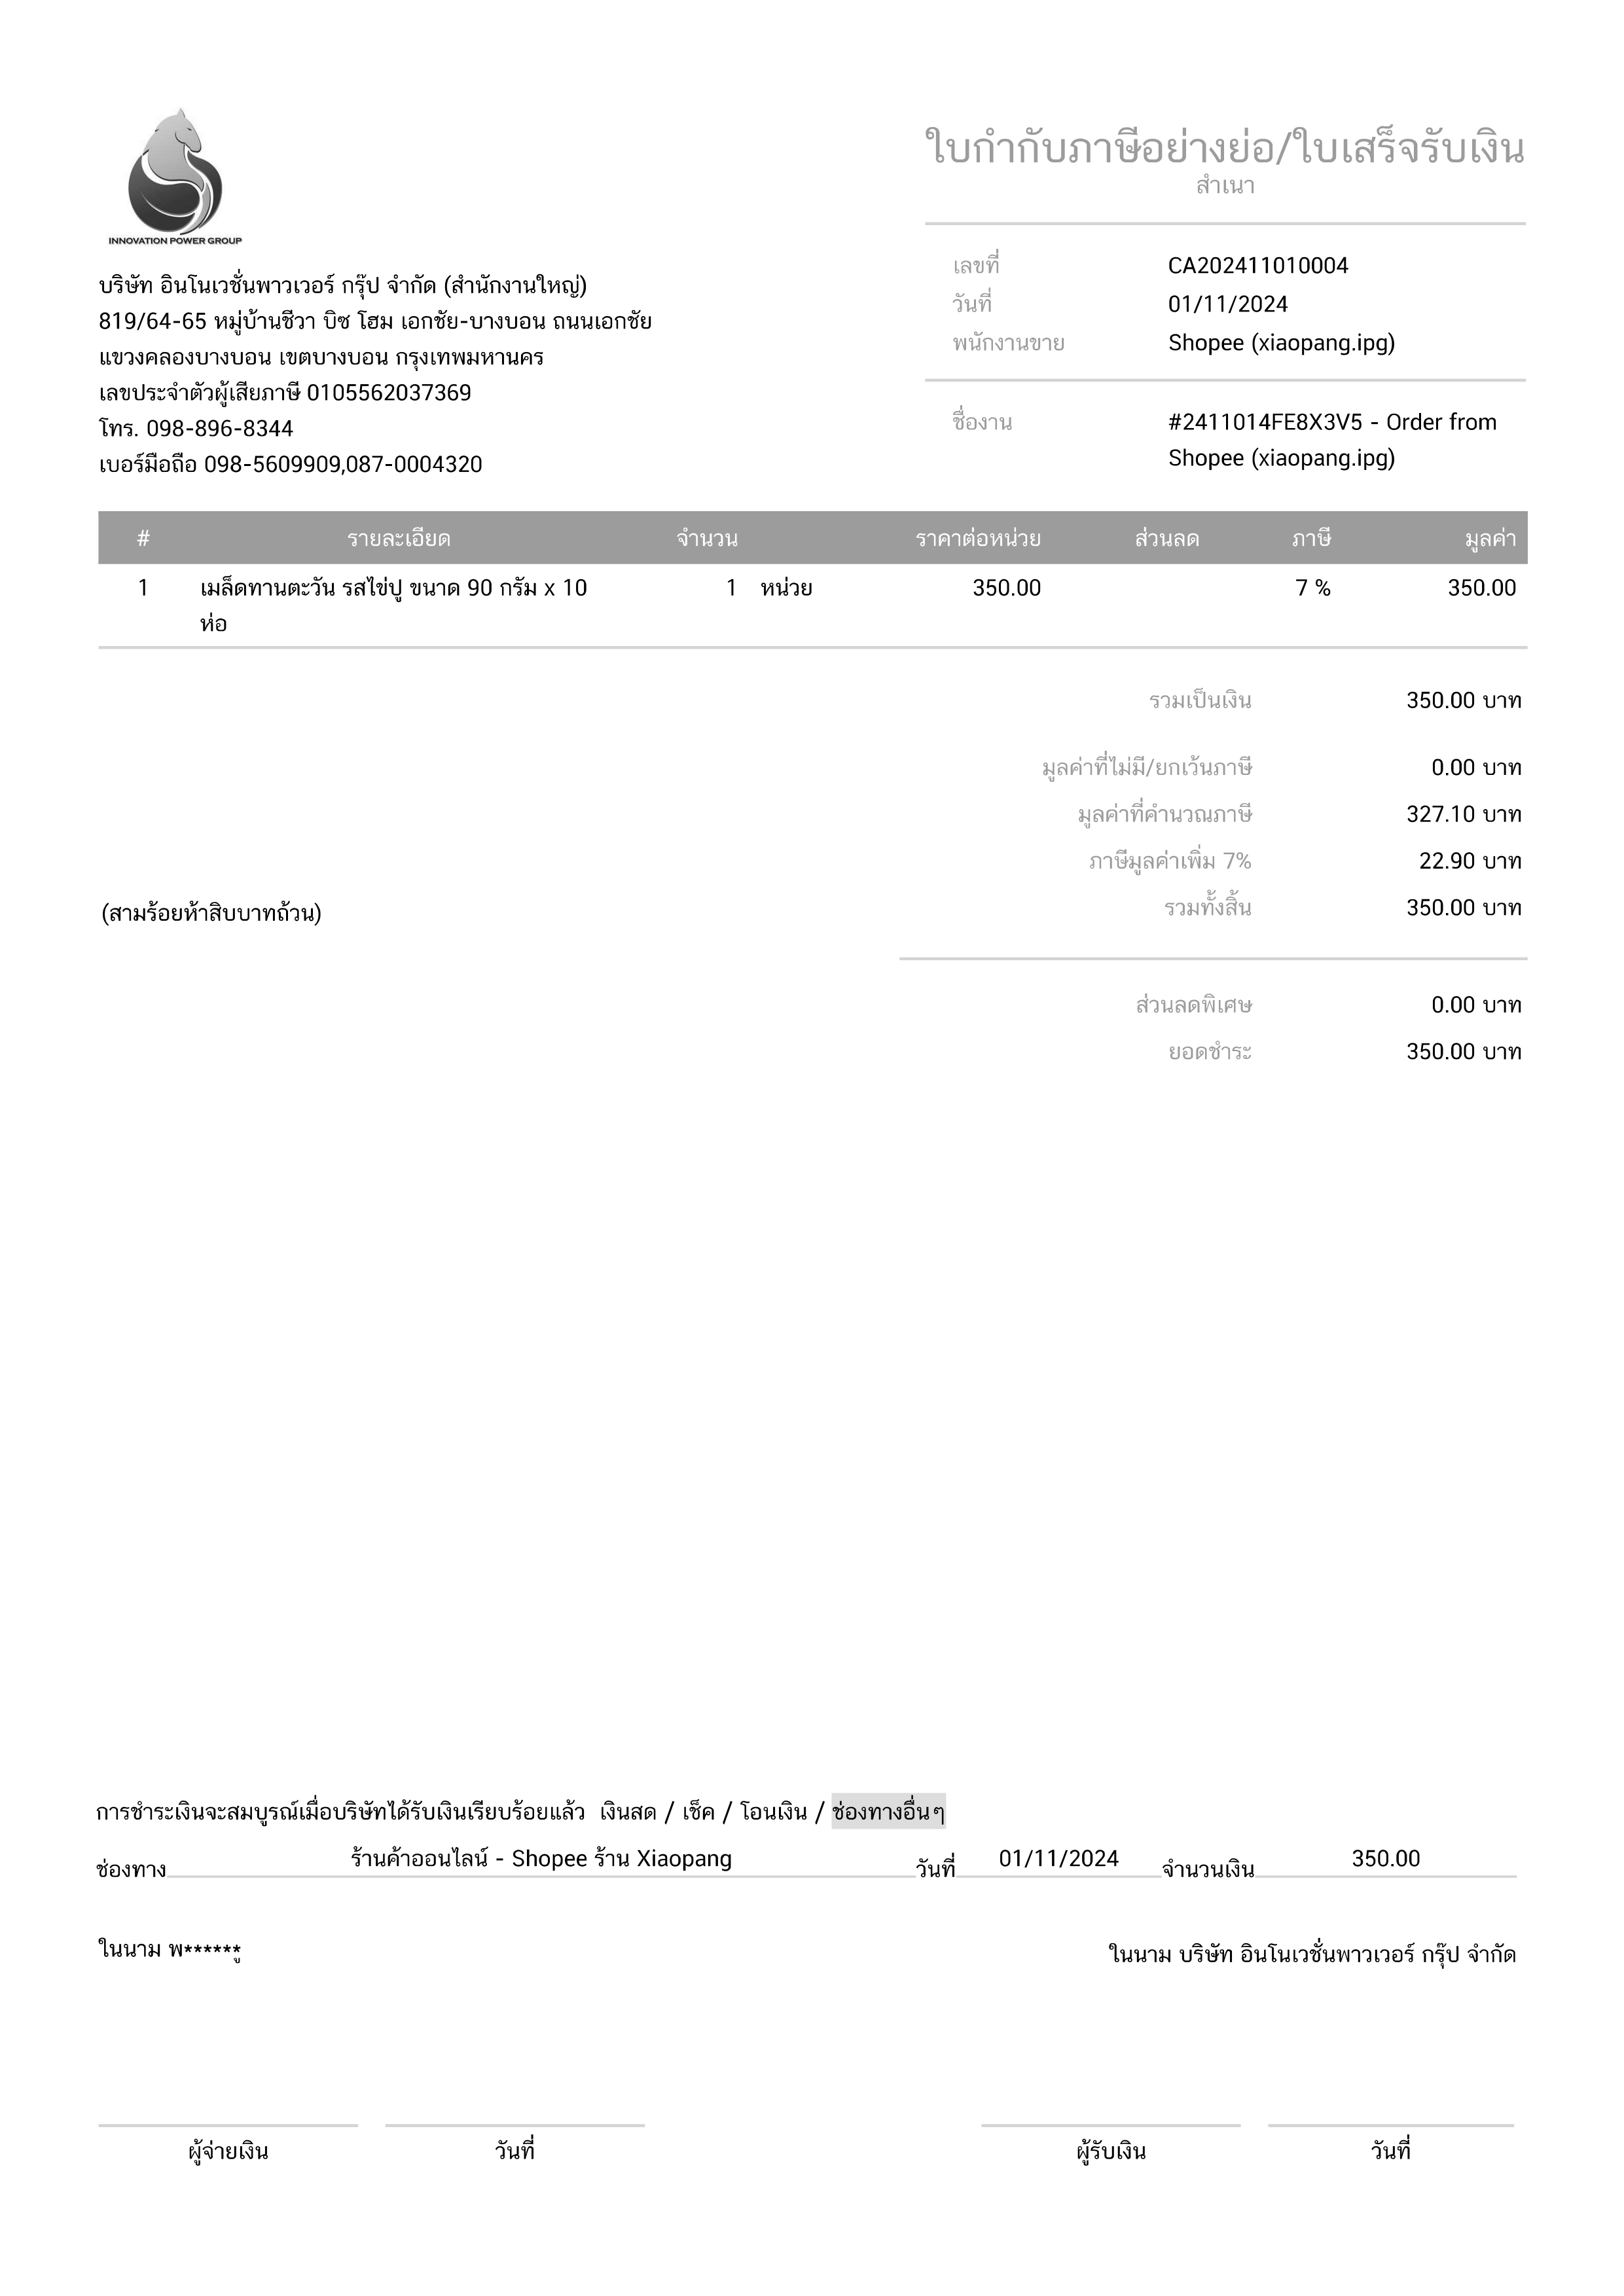 INNOVATION POWER GROUP
ใบกำกับภาษีอย่างย่อ/ใบเสร็จรับเงิน
สำเนา
บริษัท อินโนเวชั่นพาวเวอร์ กรุ๊ป จำกัด (สำนักงานใหญ่)
819/64-65 หมู่บ้านชีวา บิซ โฮม เอกชัย-บางบอน ถนนเอกชัย
แขวงคลองบางบอน เขตบางบอน กรุงเทพมหานคร
เลขประจำตัวผู้เสียภาษี 0105562037369
โทร. 098-896-8344
เบอร์มือถือ 098-5609909,087-0004320
เลขที่ CA202411010004
วันที่ 01/11/2024
พนักงานขาย Shopee (xiaopang.ipg)
ชื่องาน #2411014FE8X3V5 - Order from
Shopee (xiaopang.ipg)
# รายละเอียด จำนวน ราคาต่อหน่วย ส่วนลด ภาษี มูลค่า
1 เมล็ดทานตะวัน รสไข่ปู ขนาด 90 กรัม x 10 1 หน่วย 350.00 7 % 350.00
ห่อ
รวมเป็นเงิน 350.00 บาท
มูลค่าที่ไม่มี/ยกเว้นภาษี 0.00 บาท
มูลค่าที่คำนวณภาษี 327.10 บาท
ภาษีมูลค่าเพิ่ม 7% 22.90 บาท
(สามร้อยห้าสิบบาทถ้วน) รวมทั้งสิ้น 350.00 บาท
ส่วนลดพิเศษ 0.00 บาท
ยอดชำระ 350.00 บาท
การชำระเงินจะสมบูรณ์เมื่อบริษัทได้รับเงินเรียบร้อยแล้ว เงินสด / เช็ค / โอนเงิน / ช่องทางอื่นๆ
ช่องทาง ร้านค้าออนไลน์ - Shopee ร้าน Xiaopang วันที่ 01/11/2024 จำนวนเงิน 350.00
ในนาม พ******ู ในนาม บริษัท อินโนเวชั่นพาวเวอร์ กรุ๊ป จำกัด
ผู้จ่ายเงิน วันที่ ผู้รับเงิน วันที่